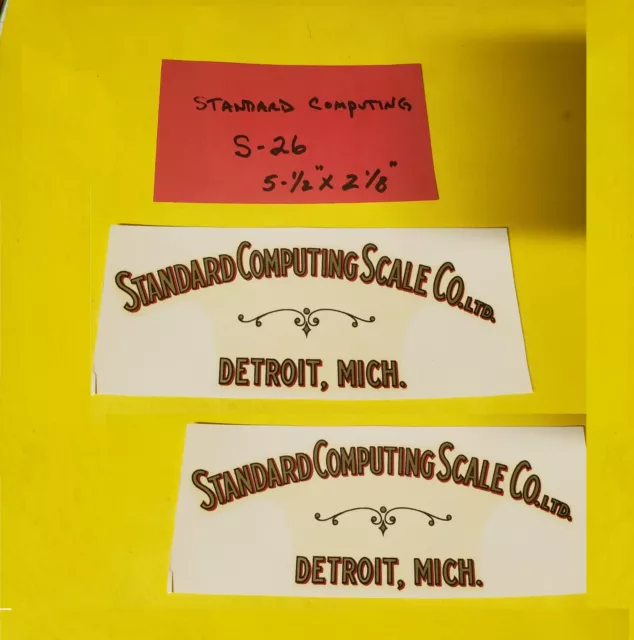 STANDARD COMPUTING
S-26
5-1/2" X 2 1/8"
STANDARD COMPUTING SCALE CO. LTD.
DETROIT, MICH.
STANDARD COMPUTING SCALE CO. LTD.
DETROIT, MICH.